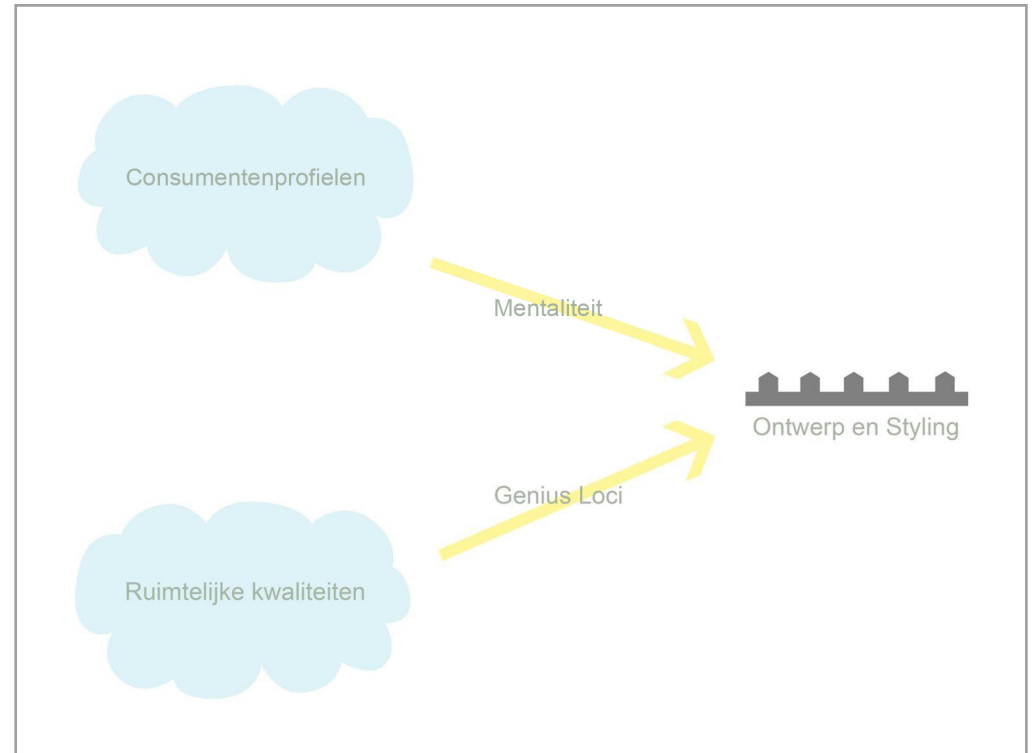 Consumentenprofielen
Mentaliteit
Ontwerp en Styling
Genius Loci
Ruimtelijke kwaliteiten